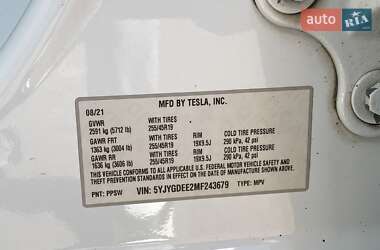 auto RIA
MFD BY TESLA, INC.
08/21
GVWR WITH TIRES
2591 kg (5712 lb) 255/45R19
GAWR FRT WITH TIRES RIM COLD TIRE PRESSURE
1363 kg (3004 lb) 255/45R19 19X9.5J 290 kPa, 42 psi
GAWR RR WITH TIRES RIM COLD TIRE PRESSURE
1636 kg (3606 lb) 255/45R19 19X9.5J 290 kPa, 42 psi
THIS VEHICLE CONFORMS TO ALL APPLICABLE U.S. FEDERAL MOTOR VEHICLE
SAFETY, BUMPER, AND THEFT PREVENTION STANDARDS IN EFFECT ON THE
DATE OF MANUFACTURE SHOWN ABOVE.
PNT: PPSW VIN: 5YJYGDEE2MF243679 TYPE: MPV